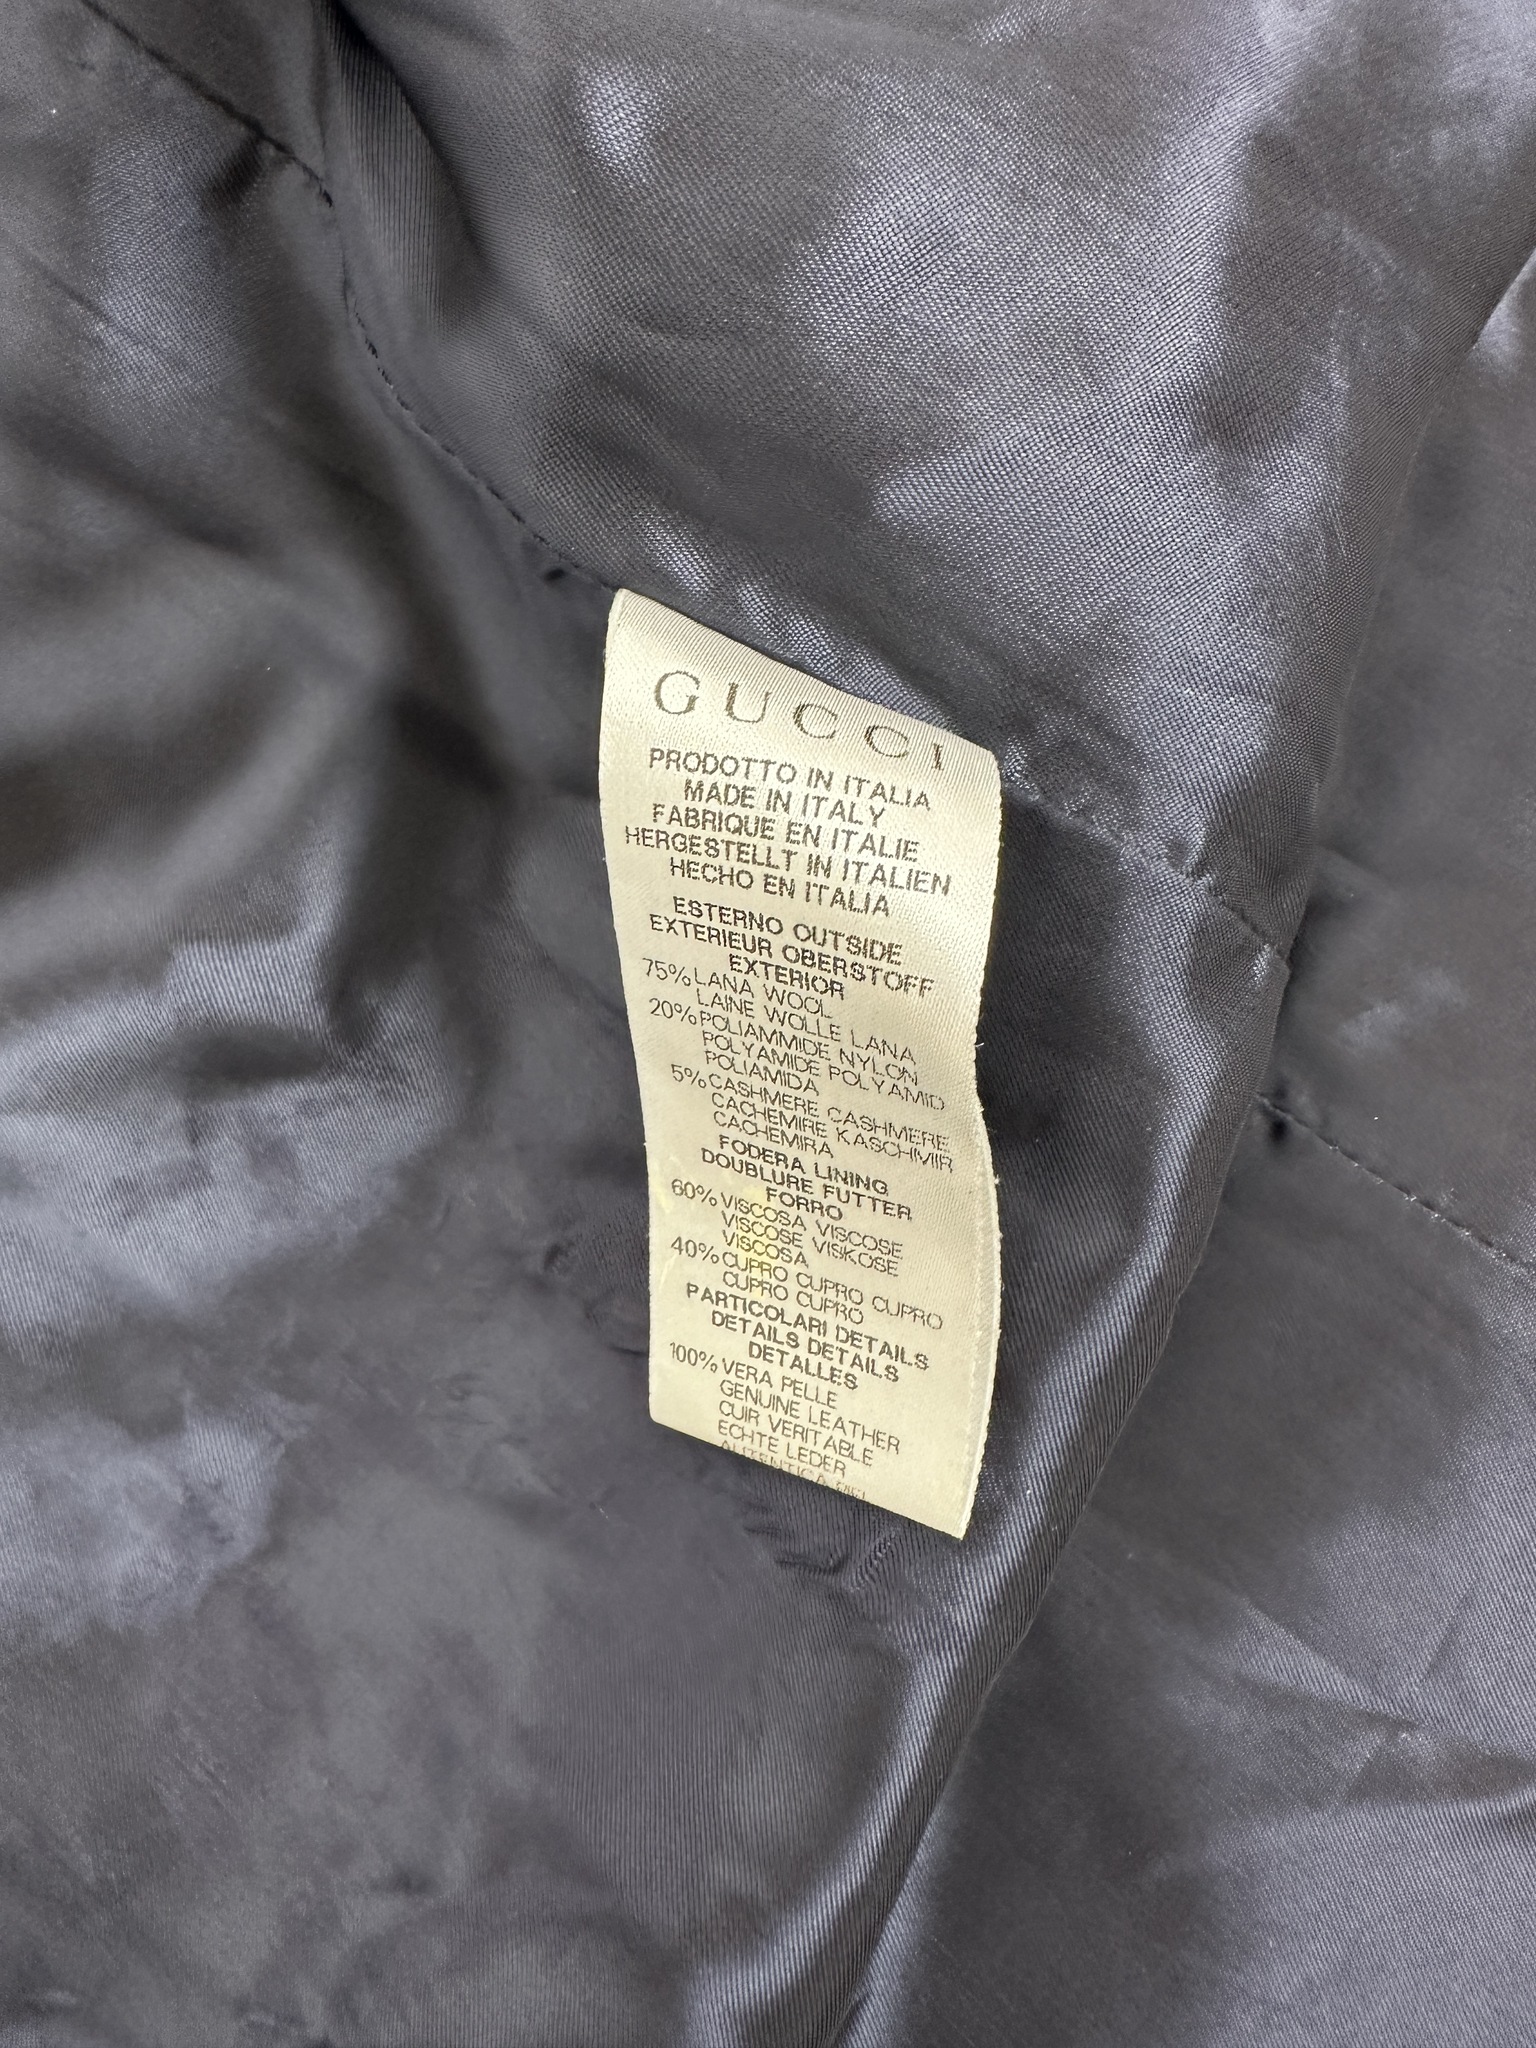 GUCCI
PRODOTTO IN ITALIA
MADE IN ITALY
FABRIQUE EN ITALIE
HERGESTELLT IN ITALIEN
HECHO EN ITALIA
ESTERNO OUTSIDE
EXTERIEUR OBERSTOFF
EXTERIOR
75% LANA WOOL
LAINE WOLLE LANA
20% POLIAMMIDE NYLON
POLYAMIDE POLYAMID
POLIAMIDA
5% CASHMERE CASHMERE
CACHEMIRE KASCHMIR
CACHEMIRA
FODERA LINING
DOUBLURE FUTTER
FORRO
60% VISCOSA VISCOSE
VISCOSE VISKOSE
VISCOSA
40% CUPRO CUPRO CUPRO
CUPRO CUPRO
PARTICOLARI DETAILS
DETAILS DETAILS
DETALLES
100% VERA PELLE
GENUINE LEATHER
CUIR VERITABLE
ECHTE LEDER
AUTENTICA